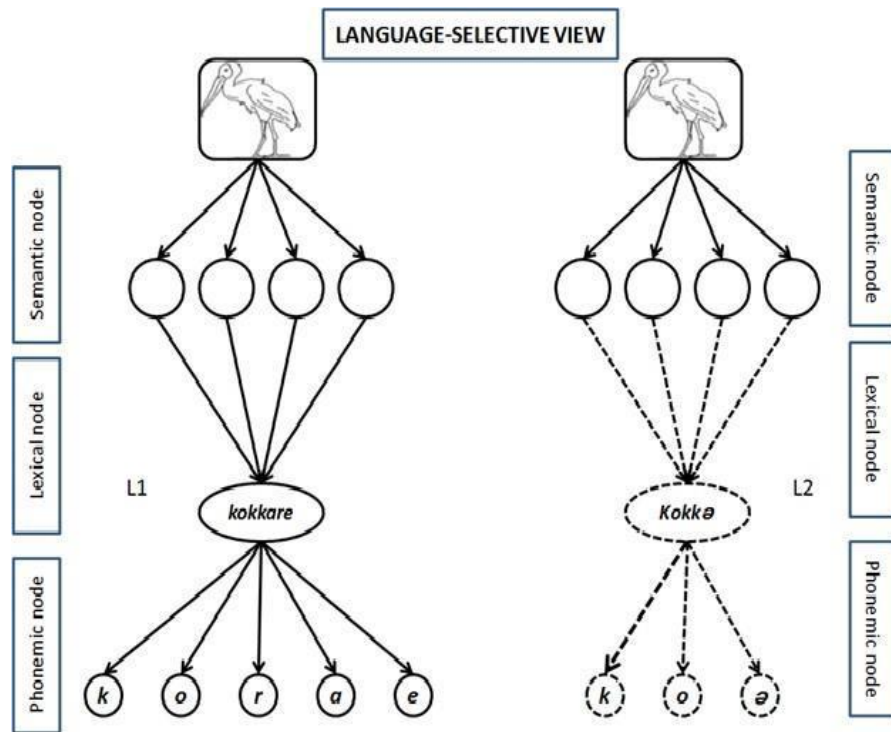 LANGUAGE-SELECTIVE VIEW
Semantic node
Semantic node
Lexical node
Lexical node
L1
L2
kokkare
Kokkə
Phonemic node
Phonemic node
k o r a e
k o ə